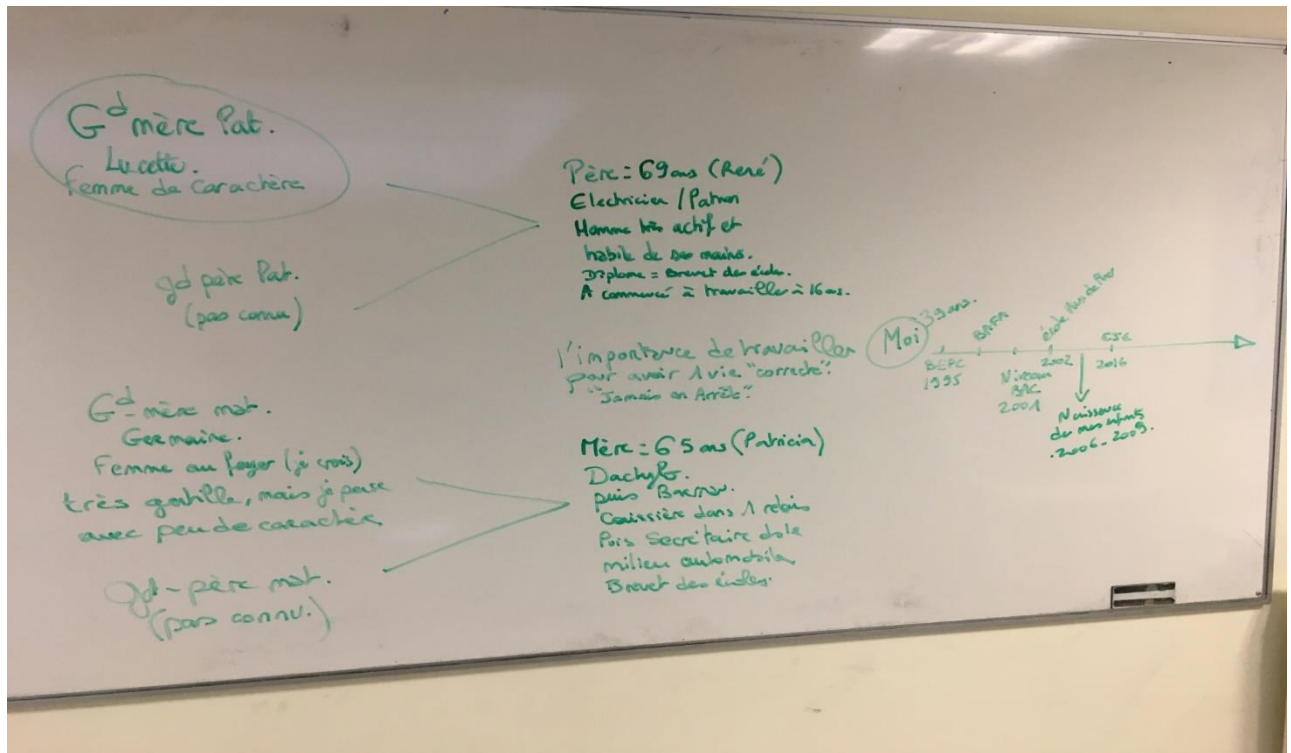 Gd mère Pat.
Lucette.
Femme de Caractère
gd père Pat.
(pas connu)
Gd-mère mat.
Germaine.
Femme au foyer (je crois)
très gentille, mais je pense
avec peu de caractère
gd-père mat.
(pas connu.)
Père = 69 ans (René)
Electricien / Patron
Homme très actif et
habile de ses mains.
Diplome = Brevet des écoles.
A commencé à travailler à 16 ans.
l'importance de travailler
pour avoir 1 vie "correcte".
"Jamais on Arrête".
Mère = 65 ans (Patricia)
Dactylo.
puis
Caissière dans 1 relais
Puis Secrétaire ds le
milieu automobile
Brevet des écoles.
Moi 39 ans.
BEPC
1995
BAFA
Niveau
BAC
2001
école
2002
2016
Naissance
de mes enfants
2006-2009.